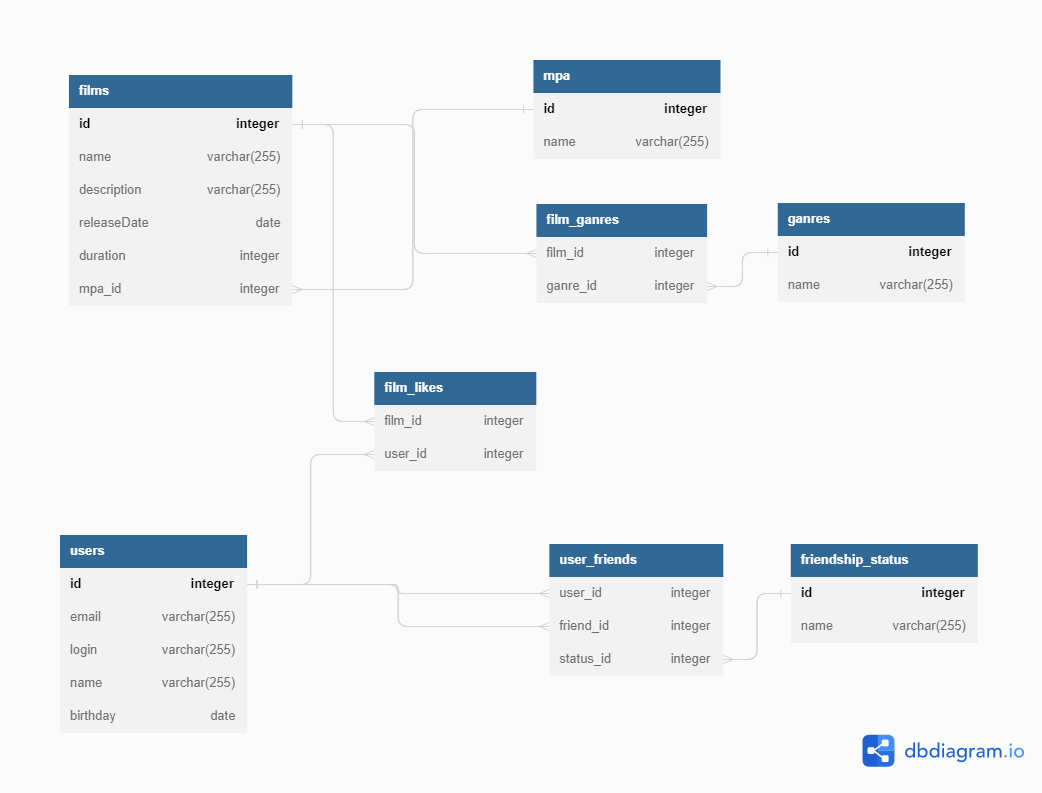 films
id integer
name varchar(255)
description varchar(255)
releaseDate date
duration integer
mpa_id integer
mpa
id integer
name varchar(255)
film_ganres
film_id integer
ganre_id integer
ganres
id integer
name varchar(255)
film_likes
film_id integer
user_id integer
users
id integer
email varchar(255)
login varchar(255)
name varchar(255)
birthday date
user_friends
user_id integer
friend_id integer
status_id integer
friendship_status
id integer
name varchar(255)
dbdiagram.io